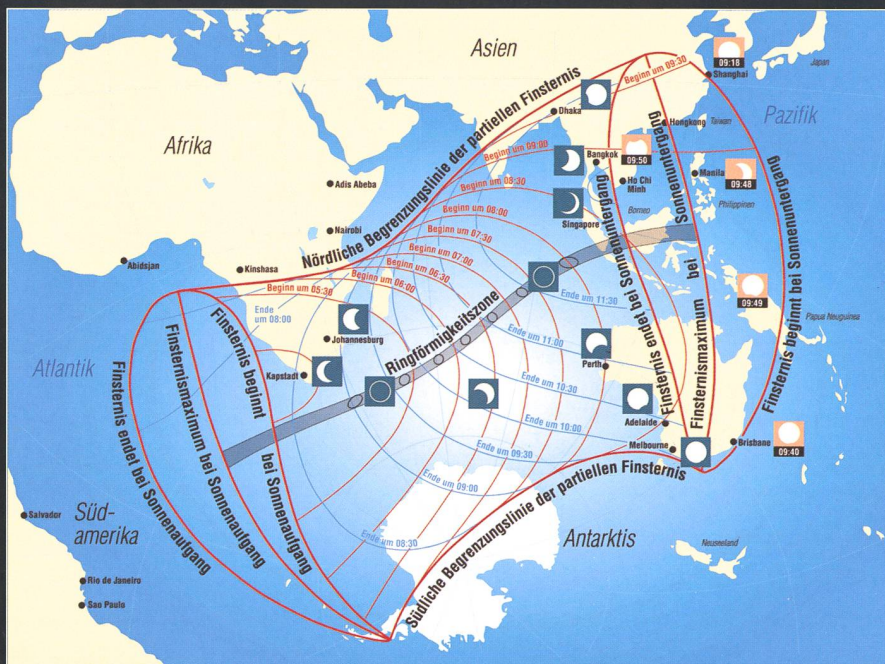 Asien
Japan
09:18
Shanghai
Beginn um 09:30
Dhaka
Hongkong
Taiwan
Pazifik
Afrika
Nördliche Begrenzungslinie der partiellen Finsternis
Beginn um 09:00
Bangkok
09:50
Ho Chi
Minh
Manila
09:48
Philippinen
Adis Abeba
Beginn um 08:30
Beginn um 08:00
Singapore
Borneo
Nairobi
Beginn um 07:30
Beginn um 07:00
Beginn um 06:30
Beginn um 06:00
Beginn um 05:30
Abidsjan
Kinshasa
Ende
um 08:00
Ende um 11:30
09:49
Papua Neuguinea
Johannesburg
Ringförmigkeitszone
Ende um 11:00
Perth
Atlantik
Kapstadt
Ende um 10:30
Adelaide
Ende um 10:00
Melbourne
Brisbane
09:40
Ende um 09:30
Ende um 09:00
Ende um 08:30
Finsternis endet bei Sonnenaufgang
Finsternismaximum bei Sonnenaufgang
Finsternis beginnt bei Sonnenaufgang
Finsternis endet bei Sonnenuntergang
Finsternismaximum bei Sonnenuntergang
Finsternis beginnt bei Sonnenuntergang
Südliche Begrenzungslinie der partiellen Finsternis
Salvador
Süd-
amerika
Antarktis
Neuseeland
Rio de Janeiro
Sao Paulo